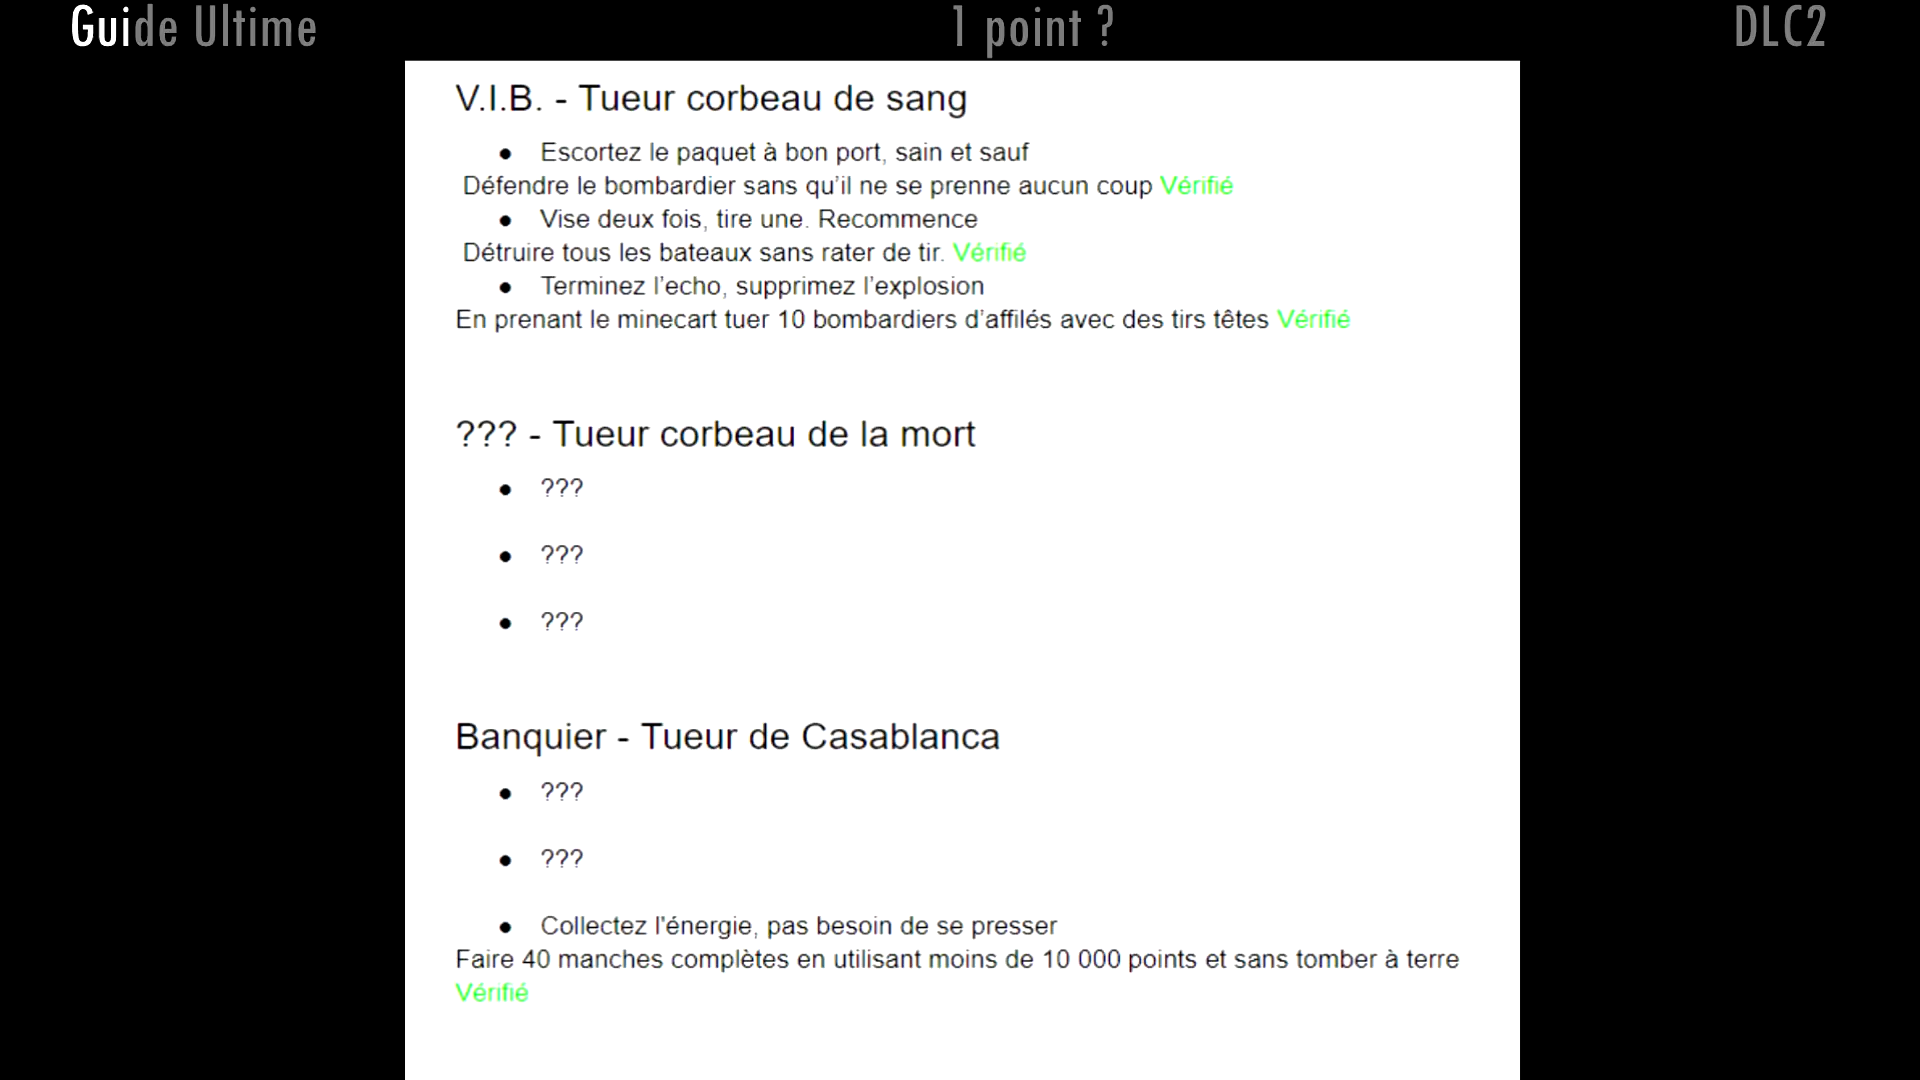 Guide Ultime
1 point ?
DLC2
V.I.B. - Tueur corbeau de sang
● Escortez le paquet à bon port, sain et sauf
Défendre le bombardier sans qu’il ne se prenne aucun coup Vérifié
● Vise deux fois, tire une. Recommence
Détruire tous les bateaux sans rater de tir. Vérifié
● Terminez l’echo, supprimez l’explosion
En prenant le minecart tuer 10 bombardiers d’affilés avec des tirs têtes Vérifié
??? - Tueur corbeau de la mort
● ???
● ???
● ???
Banquier - Tueur de Casablanca
● ???
● ???
● Collectez l'énergie, pas besoin de se presser
Faire 40 manches complètes en utilisant moins de 10 000 points et sans tomber à terre
Vérifié